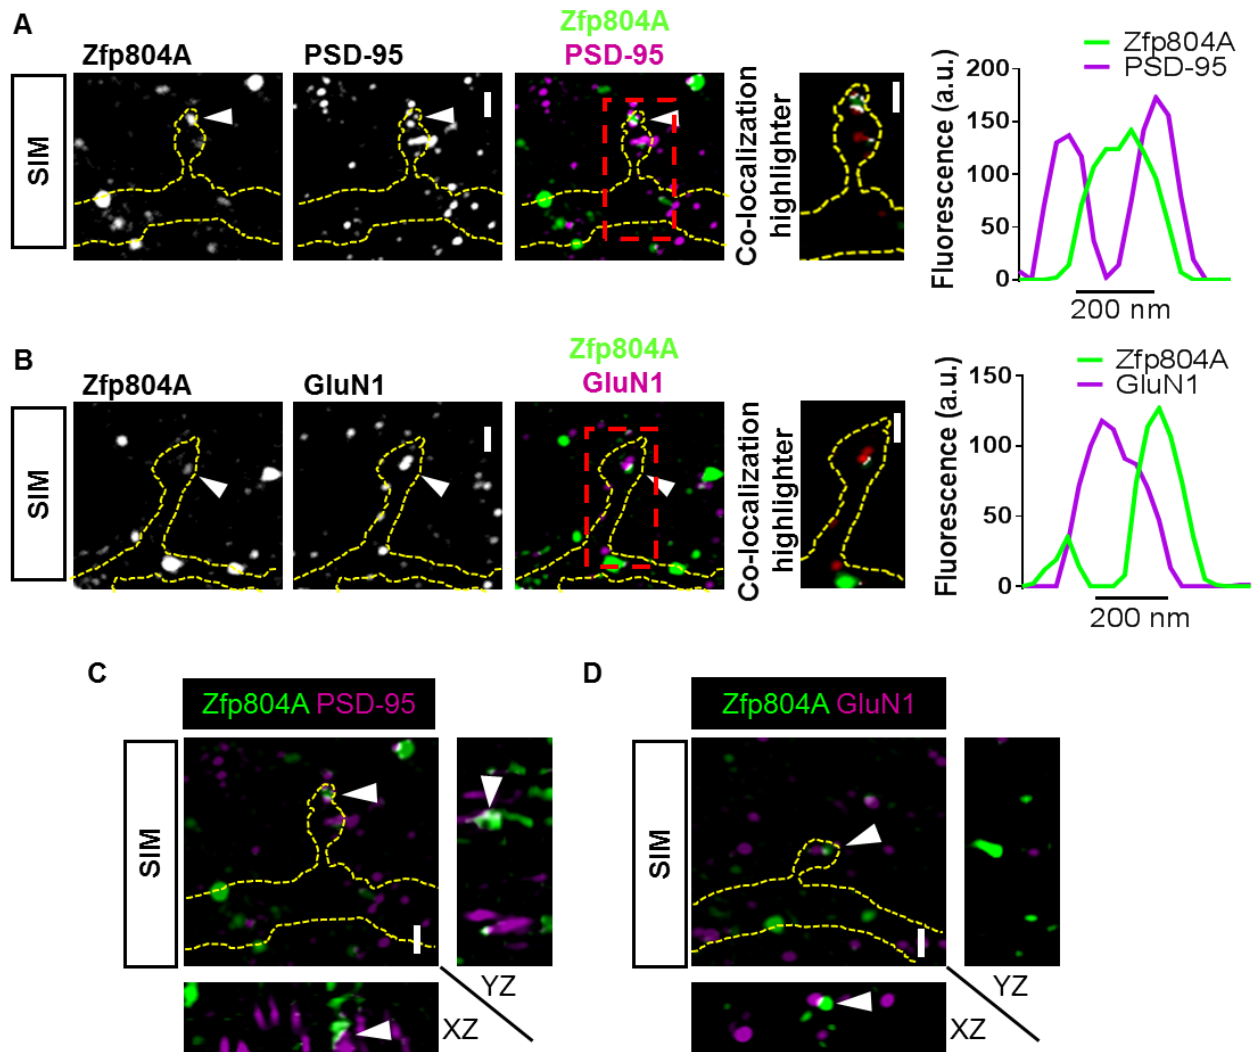 A
Zfp804A
PSD-95
Zfp804A
PSD-95
SIM
Co-localization
highlighter
Zfp804A
PSD-95
Fluorescence (a.u.)
200
150
100
50
0
200 nm
B
Zfp804A
GluN1
Zfp804A
GluN1
SIM
Co-localization
highlighter
Zfp804A
GluN1
Fluorescence (a.u.)
150
100
50
0
200 nm
C
Zfp804A PSD-95
SIM
YZ
XZ
D
Zfp804A GluN1
SIM
YZ
XZ